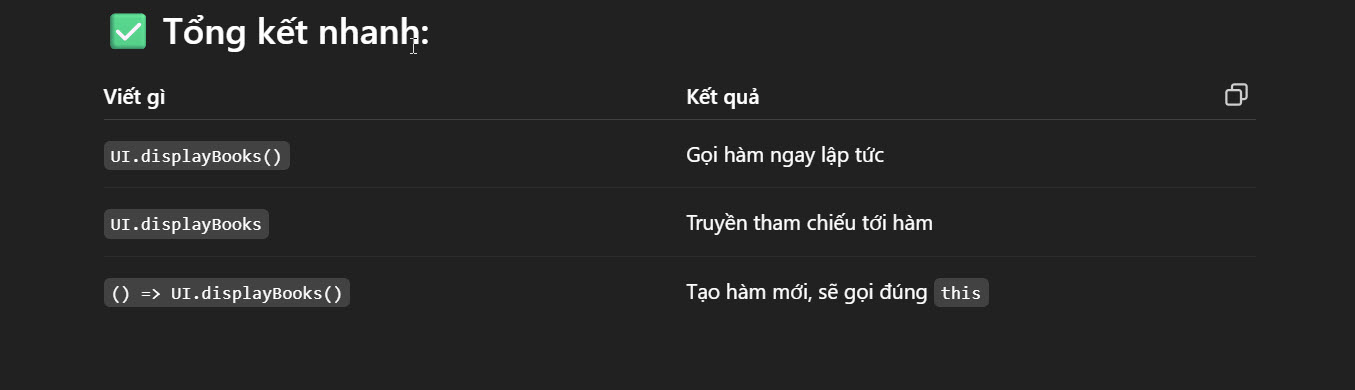 ✅ Tổng kết nhanh:
Viết gì Kết quả
UI.displayBooks() Gọi hàm ngay lập tức
UI.displayBooks Truyền tham chiếu tới hàm
() => UI.displayBooks() Tạo hàm mới, sẽ gọi đúng this